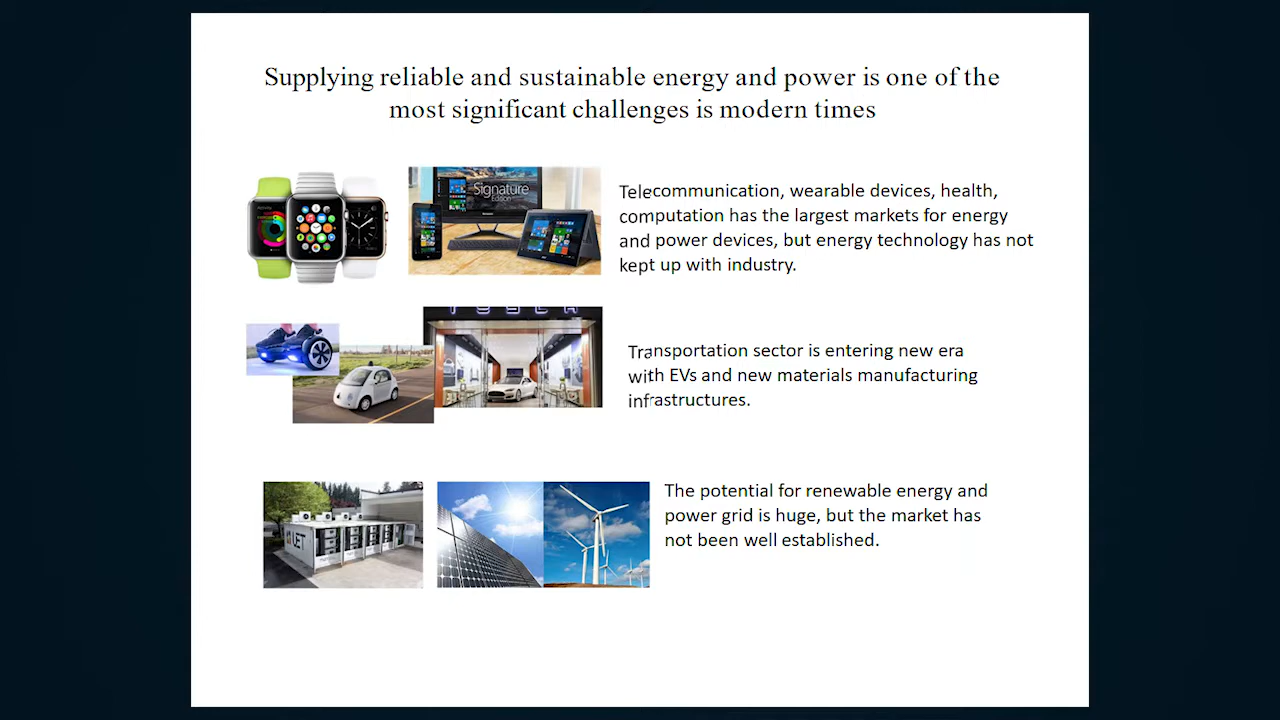 Supplying reliable and sustainable energy and power is one of the
most significant challenges is modern times
Signature
Edition
Telecommunication, wearable devices, health,
computation has the largest markets for energy
and power devices, but energy technology has not
kept up with industry.
TESLA
Transportation sector is entering new era
with EVs and new materials manufacturing
infrastructures.
UET
The potential for renewable energy and
power grid is huge, but the market has
not been well established.